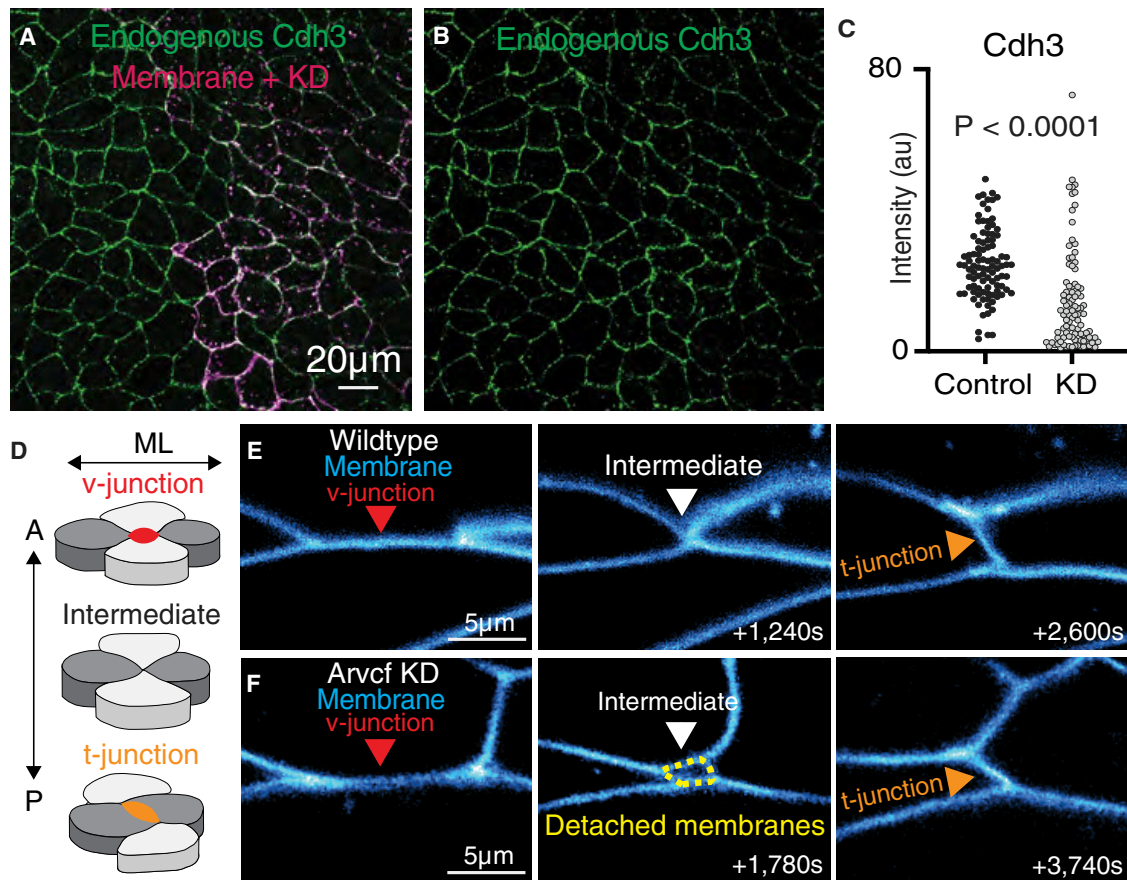 A
Endogenous Cdh3
Membrane + KD
20µm
B
Endogenous Cdh3
C
Cdh3
80
P < 0.0001
Intensity (au)
0
Control
KD
D
ML
v-junction
A
Intermediate
t-junction
P
E
Wildtype
Membrane
v-junction
5µm
Intermediate
+1,240s
t-junction
+2,600s
F
Arvcf KD
Membrane
v-junction
5µm
Intermediate
Detached membranes
+1,780s
t-junction
+3,740s